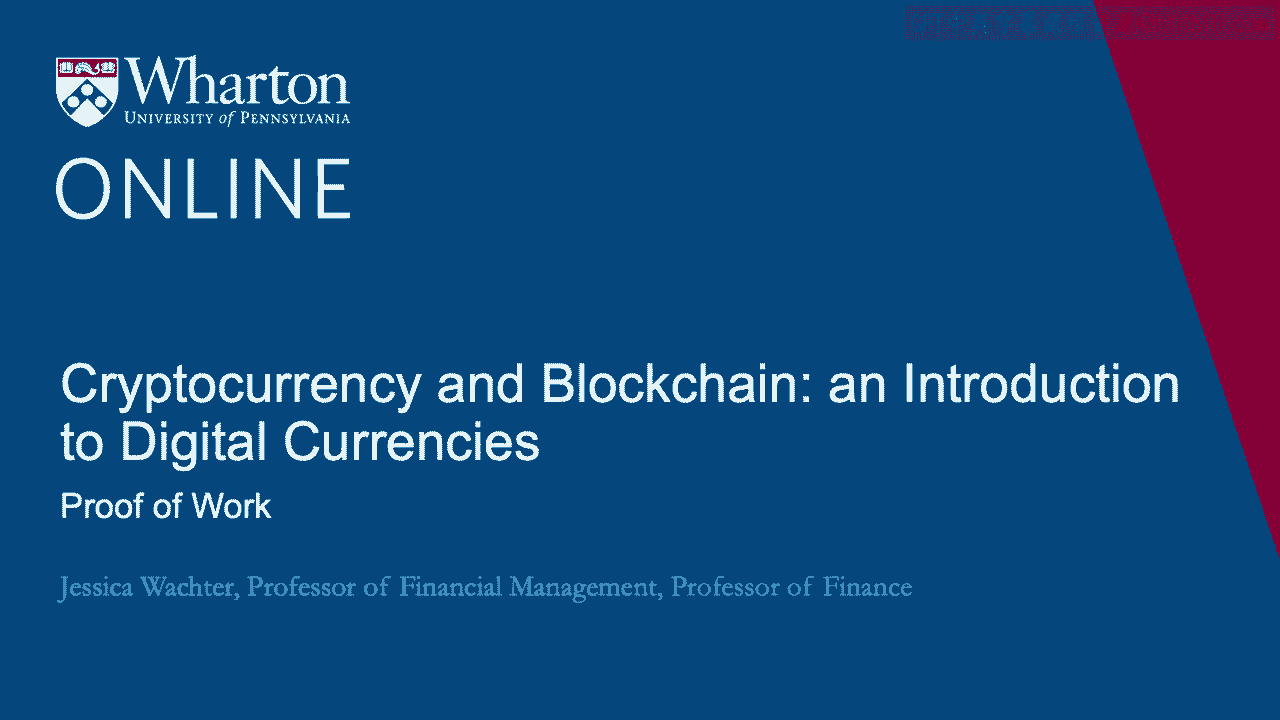 Wharton
UNIVERSITY of PENNSYLVANIA
ONLINE
Cryptocurrency and Blockchain: an Introduction
to Digital Currencies
Proof of Work
Jessica Wachter, Professor of Financial Management, Professor of Finance